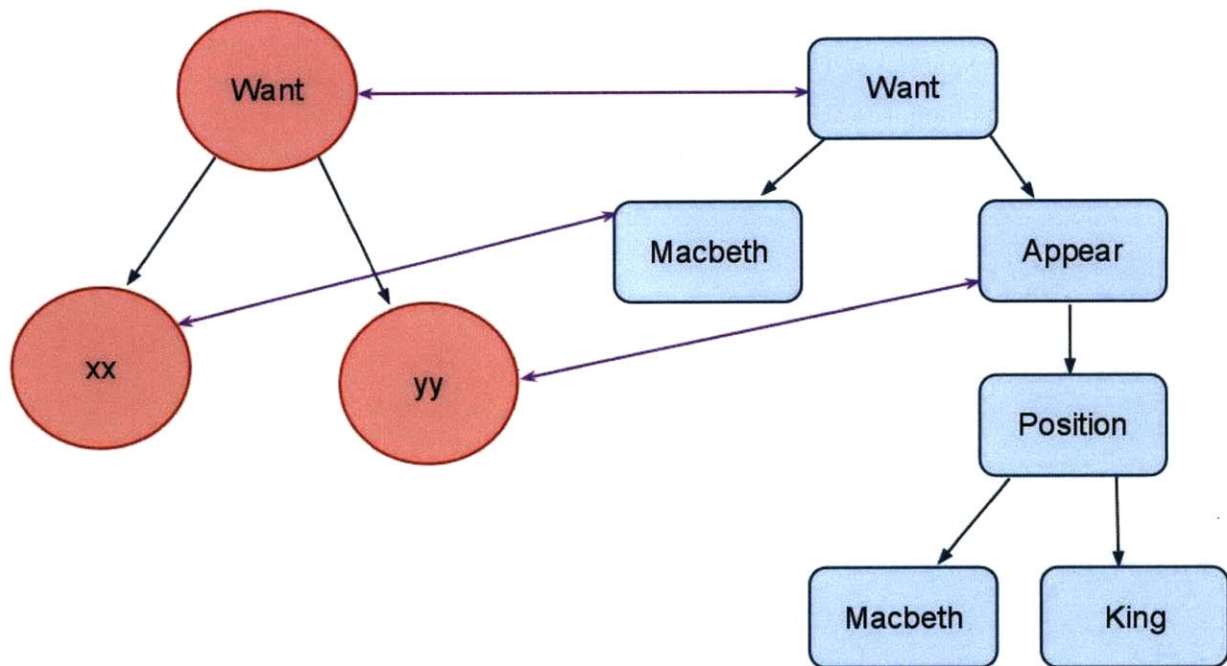 Want
Want
Macbeth
Appear
xx
yy
Position
Macbeth
King